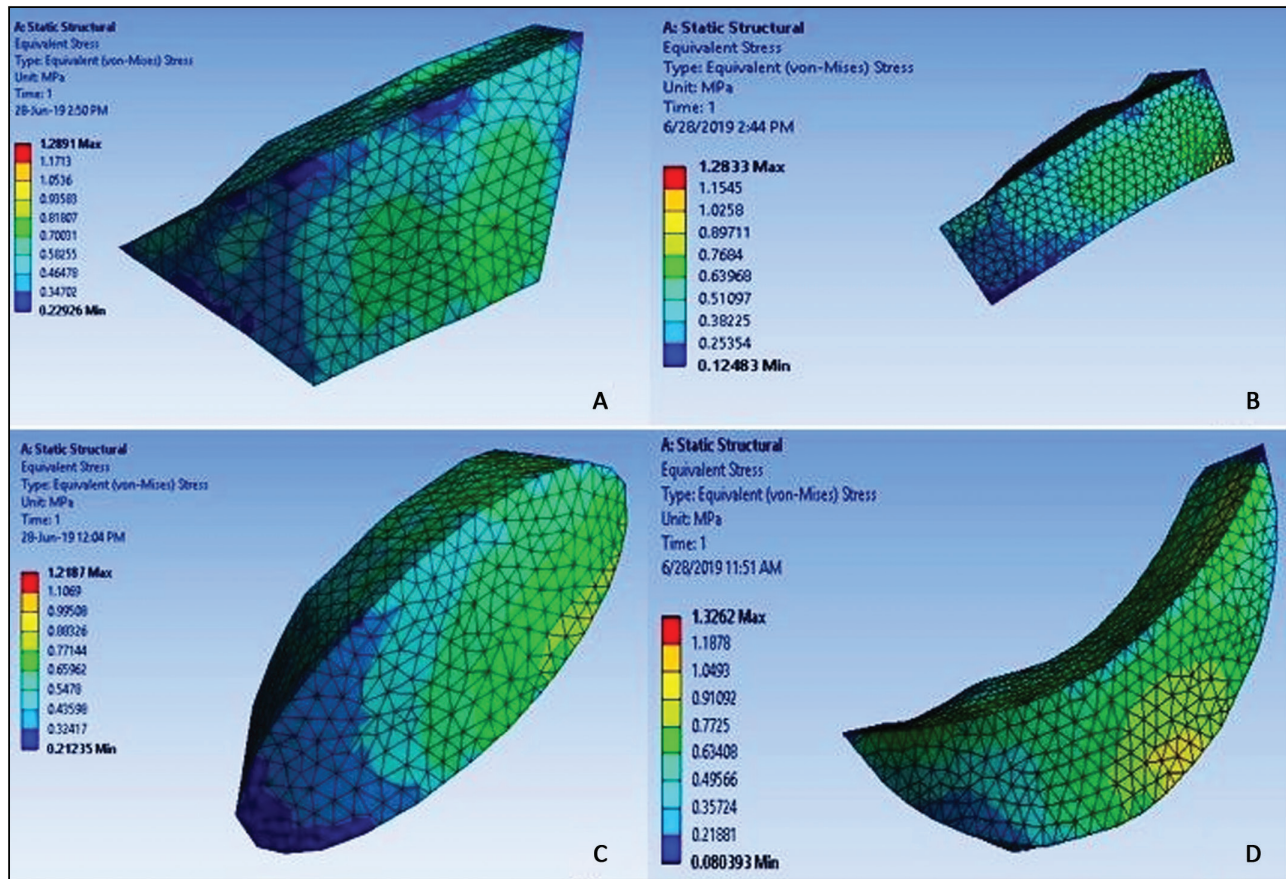 A: Static Structural
Equivalent Stress
Type: Equivalent (von-Mises) Stress
Unit: MPa
Time: 1
28-Jun-19 2:50 PM
1.2891 Max
1.1713
1.0536
0.93583
0.81807
0.70031
0.58255
0.46478
0.34702
0.22926 Min
A
A: Static Structural
Equivalent Stress
Type: Equivalent (von-Mises) Stress
Unit: MPa
Time: 1
6/28/2019 2:44 PM
1.2833 Max
1.1545
1.0258
0.89711
0.7684
0.63968
0.51097
0.38225
0.25354
0.12483 Min
B
A: Static Structural
Equivalent Stress
Type: Equivalent (von-Mises) Stress
Unit: MPa
Time: 1
28-Jun-19 12:04 PM
1.2187 Max
1.1069
0.99508
0.88326
0.77144
0.65962
0.5478
0.43598
0.32417
0.21235 Min
C
A: Static Structural
Equivalent Stress
Type: Equivalent (von-Mises) Stress
Unit: MPa
Time: 1
6/28/2019 11:51 AM
1.3262 Max
1.1878
1.0493
0.91092
0.7725
0.63408
0.49566
0.35724
0.21881
0.080393 Min
D